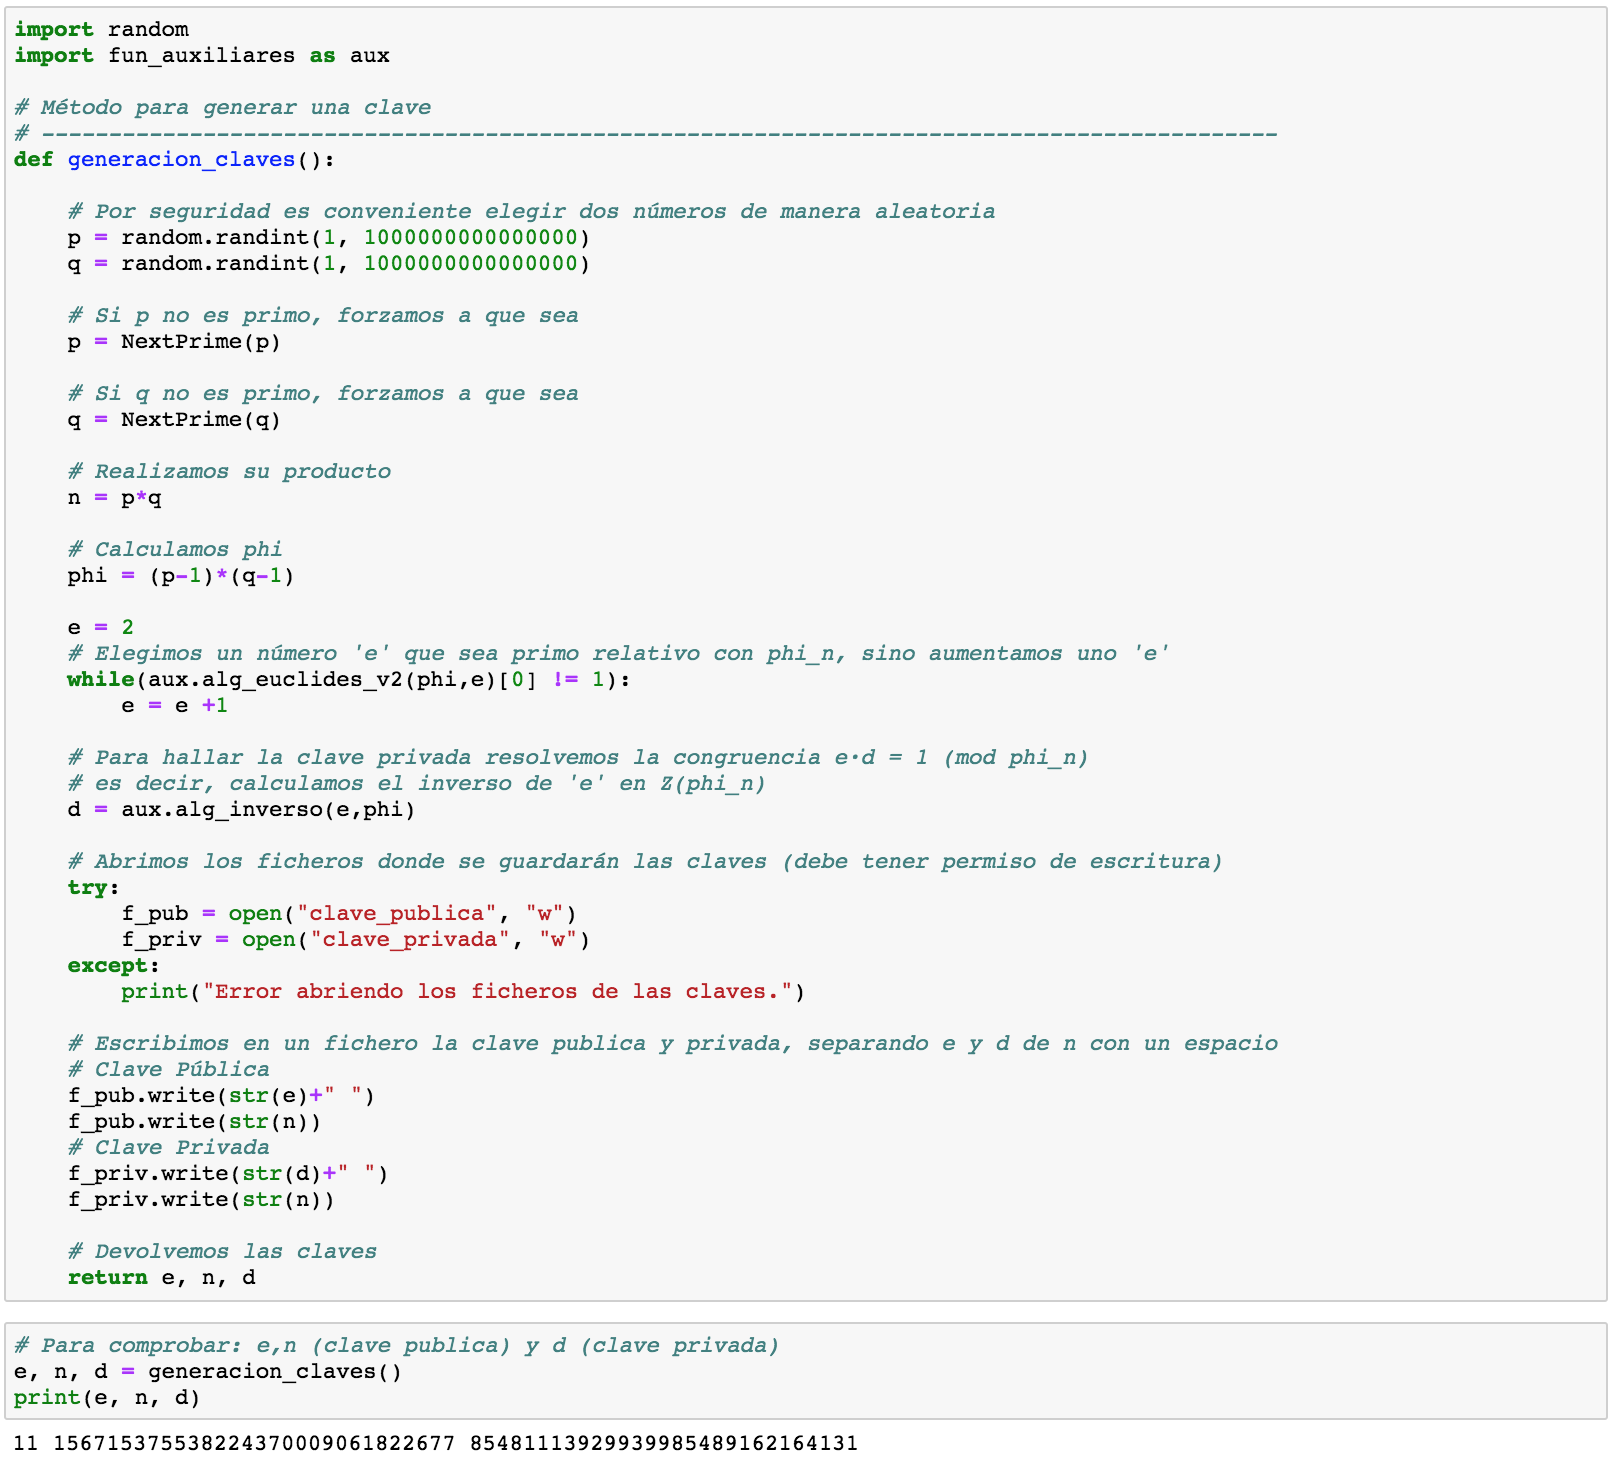 import random
import fun_auxiliares as aux
# Método para generar una clave
# --------------------------------------------------------------------------------------------
def generacion_claves():
    # Por seguridad es conveniente elegir dos números de manera aleatoria
    p = random.randint(1, 1000000000000000)
    q = random.randint(1, 1000000000000000)
    # Si p no es primo, forzamos a que sea
    p = NextPrime(p)
    # Si q no es primo, forzamos a que sea
    q = NextPrime(q)
    # Realizamos su producto
    n = p*q
    # Calculamos phi
    phi = (p-1)*(q-1)
    e = 2
    # Elegimos un número 'e' que sea primo relativo con phi_n, sino aumentamos uno 'e'
    while(aux.alg_euclides_v2(phi,e)[0] != 1):
        e = e +1
    # Para hallar la clave privada resolvemos la congruencia e·d = 1 (mod phi_n)
    # es decir, calculamos el inverso de 'e' en Z(phi_n)
    d = aux.alg_inverso(e,phi)
    # Abrimos los ficheros donde se guardarán las claves (debe tener permiso de escritura)
    try:
        f_pub = open("clave_publica", "w")
        f_priv = open("clave_privada", "w")
    except:
        print("Error abriendo los ficheros de las claves.")
    # Escribimos en un fichero la clave publica y privada, separando e y d de n con un espacio
    # Clave Pública
    f_pub.write(str(e)+" ")
    f_pub.write(str(n))
    # Clave Privada
    f_priv.write(str(d)+" ")
    f_priv.write(str(n))
    # Devolvemos las claves
    return e, n, d
# Para comprobar: e,n (clave publica) y d (clave privada)
e, n, d = generacion_claves()
print(e, n, d)
11 156715375538224370009061822677 85481113929939985489162164131